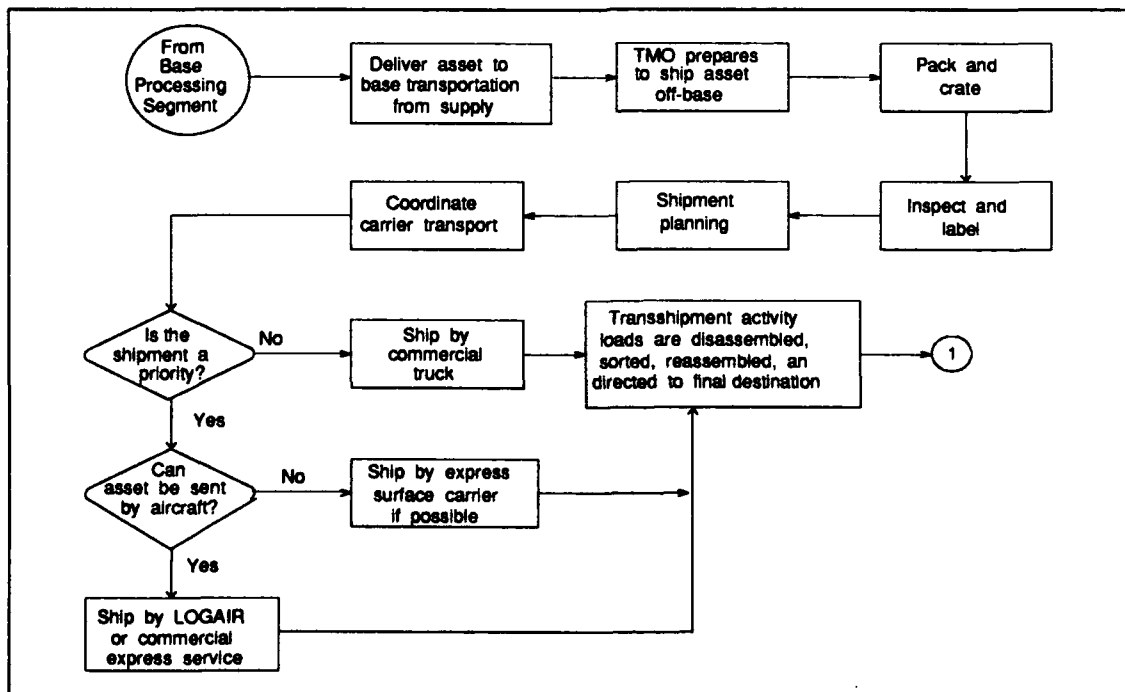 From
Base
Processing
Segment
Deliver asset to
base transportation
from supply
TMO prepares
to ship asset
off-base
Pack and
crate
Coordinate
carrier transport
Shipment
planning
Inspect and
label
Is the
shipment a
priority?
No
Ship by
commercial
truck
Transshipment activity
loads are disassembled,
sorted, reassembled, an
directed to final destination
1
Yes
Can
asset be sent
by aircraft?
No
Ship by express
surface carrier
if possible
Yes
Ship by LOGAIR
or commercial
express service